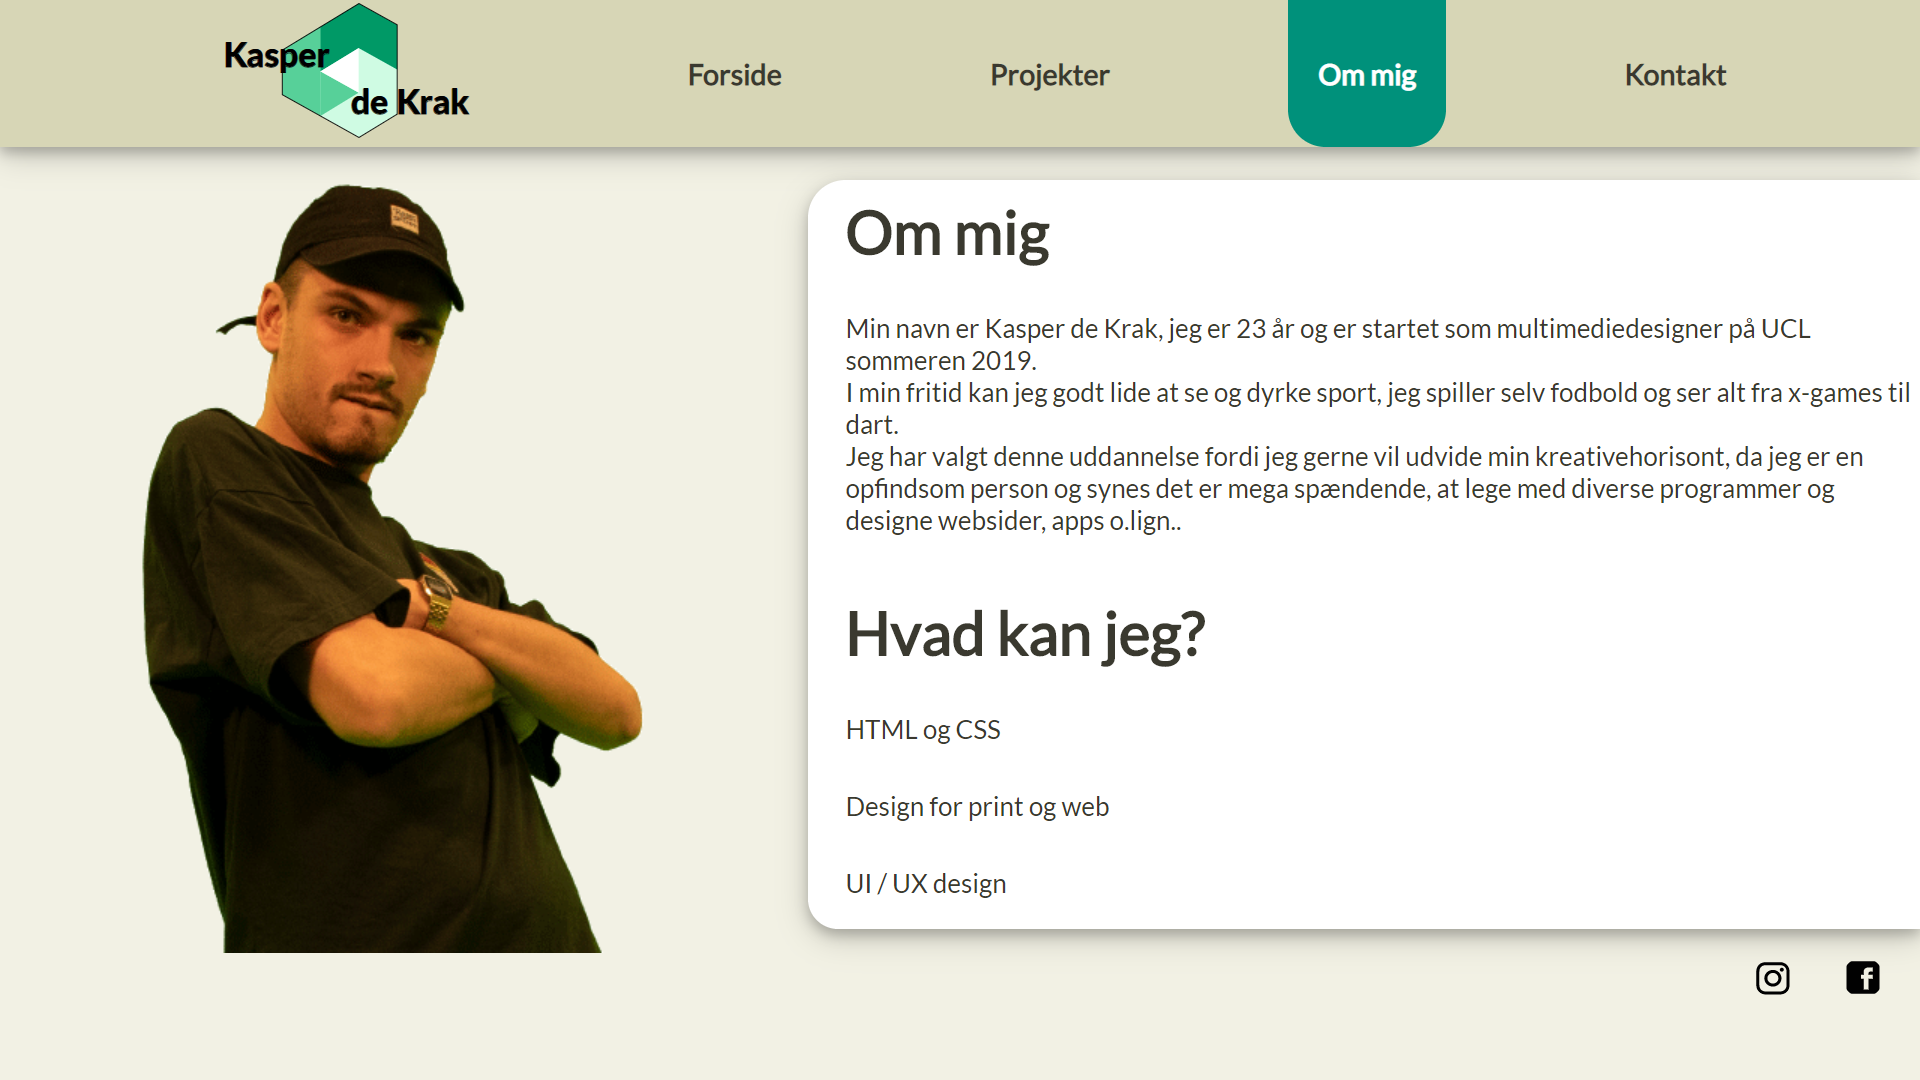 Kasper
de Krak
Forside
Projekter
Om mig
Kontakt
Om mig
Min navn er Kasper de Krak, jeg er 23 år og er startet som multimediedesigner på UCL
sommeren 2019.
I min fritid kan jeg godt lide at se og dyrke sport, jeg spiller selv fodbold og ser alt fra x-games til
dart.
Jeg har valgt denne uddannelse fordi jeg gerne vil udvide min kreativehorisont, da jeg er en
opfindsom person og synes det er mega spændende, at lege med diverse programmer og
designe websider, apps o.lign..
Hvad kan jeg?
HTML og CSS
Design for print og web
UI / UX design